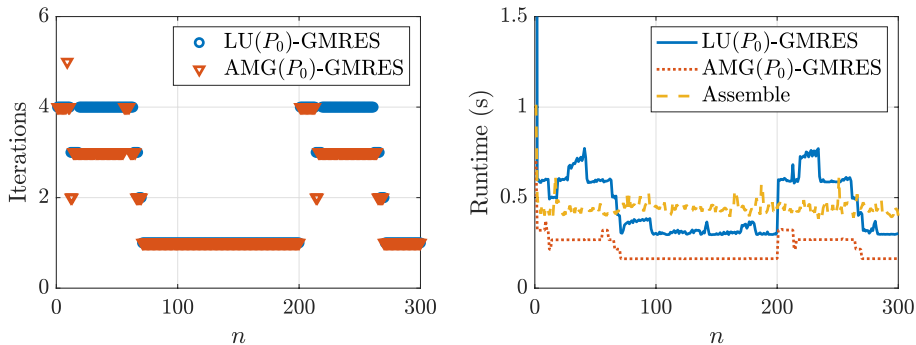 6
4
2
0
Iterations
0
100
200
300
n
LU(P₀)-GMRES
AMG(P₀)-GMRES
1.5
1
0.5
0
Runtime (s)
0
100
200
300
n
LU(P₀)-GMRES
AMG(P₀)-GMRES
Assemble